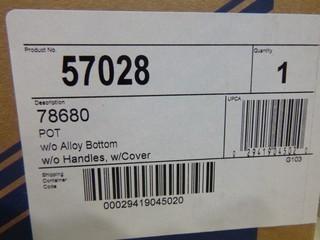 Product No.
57028
Quantity
1
Description
78680
POT
w/o Alloy Bottom
w/o Handles, w/Cover
UPCA
0 29419 04502 0
G103
Shipping
Container
Code
00029419045020